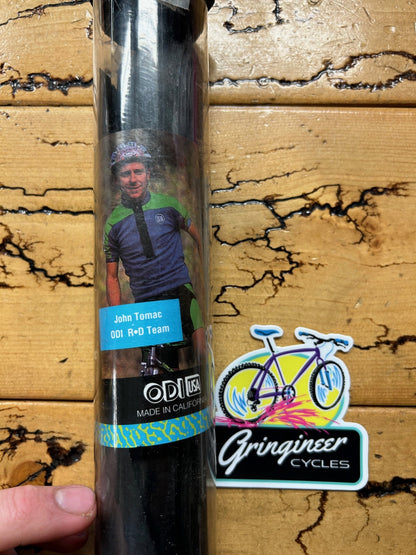 John Tomac
ODI R•D Team
ODI USA
MADE IN CALIFORNIA
Gringineer
CYCLES